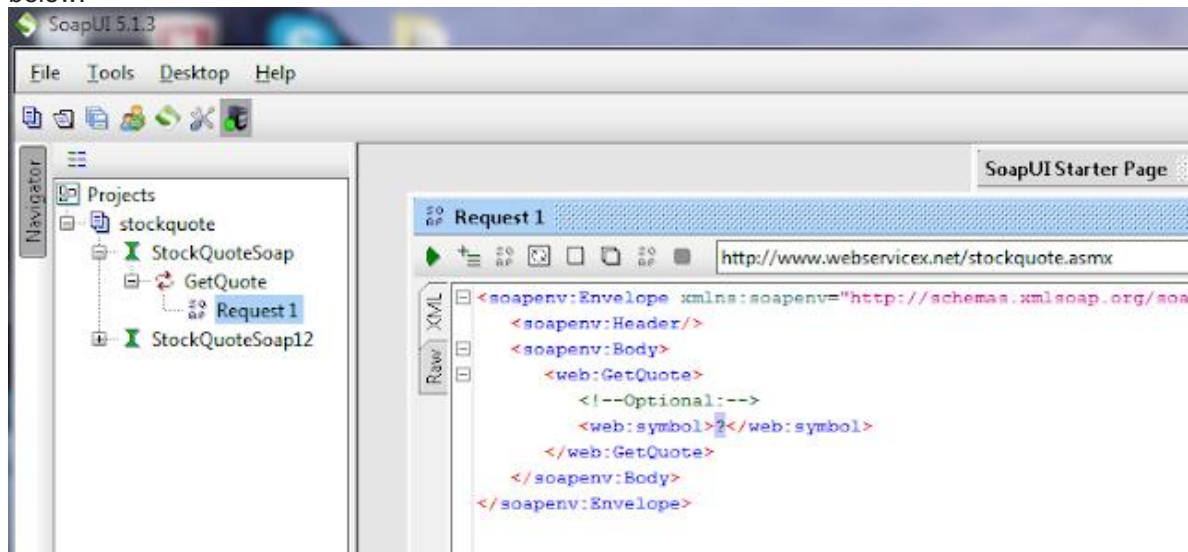 below.
SoapUI 5.1.3
File Tools Desktop Help
Navigator
Projects
stockquote
StockQuoteSoap
GetQuote
Request 1
StockQuoteSoap12
SoapUI Starter Page
Request 1
http://www.webservicex.net/stockquote.asmx
XML
Raw
<soapenv:Envelope xmlns:soapenv="http://schemas.xmlsoap.org/soa
<soapenv:Header/>
<soapenv:Body>
<web:GetQuote>
<!--Optional:-->
<web:symbol>?</web:symbol>
</web:GetQuote>
</soapenv:Body>
</soapenv:Envelope>